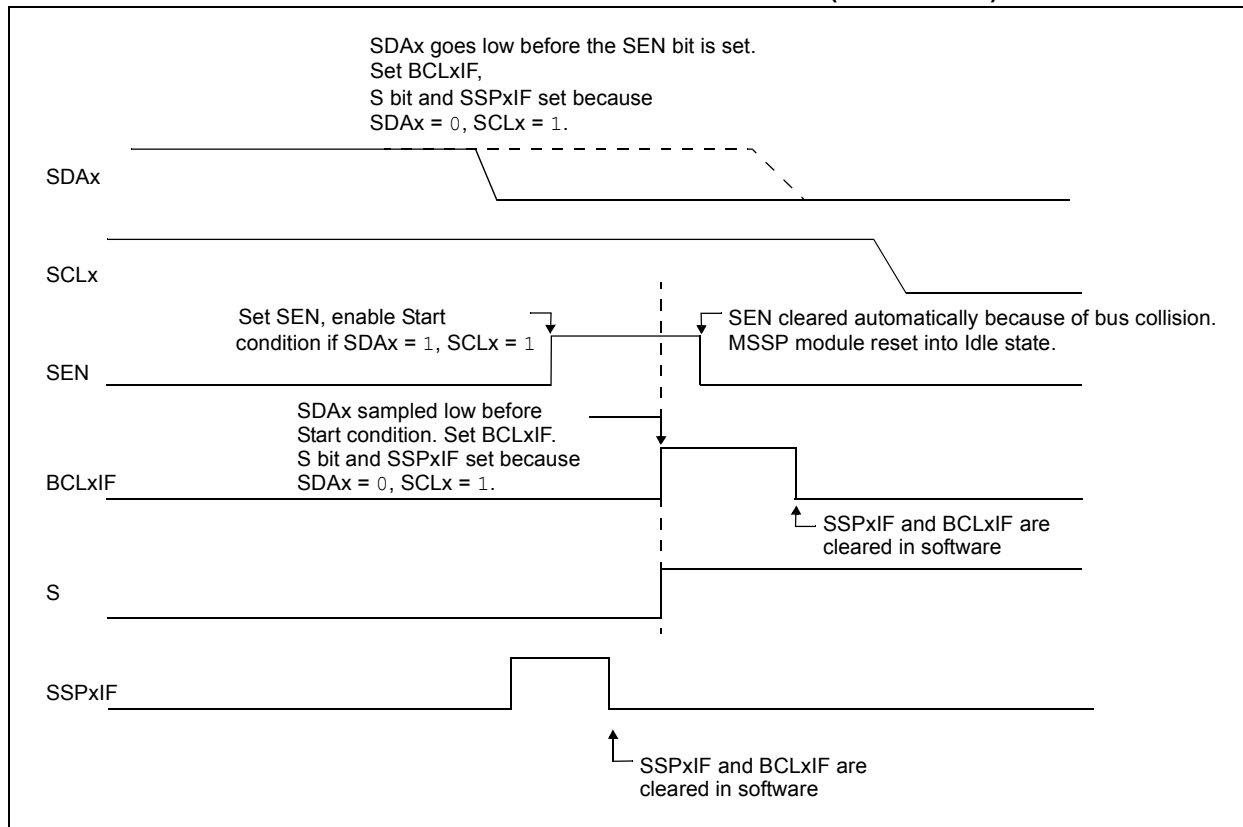 SDAx goes low before the SEN bit is set.
Set BCLxIF,
S bit and SSPxIF set because
SDAx = 0, SCLx = 1.
SDAx
SCLx
Set SEN, enable Start
condition if SDAx = 1, SCLx = 1
SEN cleared automatically because of bus collision.
MSSP module reset into Idle state.
SEN
SDAx sampled low before
Start condition. Set BCLxIF.
S bit and SSPxIF set because
SDAx = 0, SCLx = 1.
BCLxIF
SSPxIF and BCLxIF are
cleared in software
S
SSPxIF
SSPxIF and BCLxIF are
cleared in software